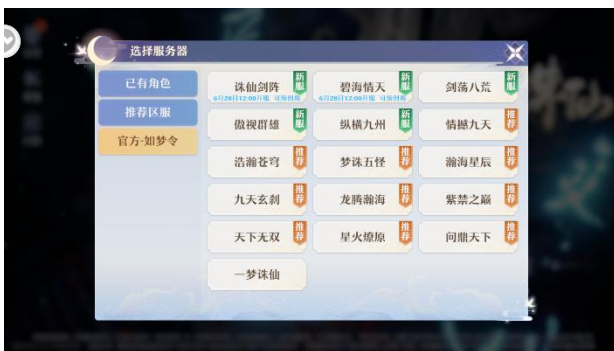 选择服务器
已有角色
推荐区服
官方-如梦令
诛仙剑阵
新服
6月28日12:00开服 可预创角
碧海情天
新服
6月28日12:00开服 可预创角
剑荡八荒
新服
傲视群雄
新服
纵横九州
新服
情撼九天
推荐
浩瀚苍穹
推荐
梦诛五怪
推荐
瀚海星辰
推荐
九天玄刹
推荐
龙腾瀚海
推荐
紫禁之巅
推荐
天下无双
推荐
星火燎原
推荐
问鼎天下
推荐
一梦诛仙